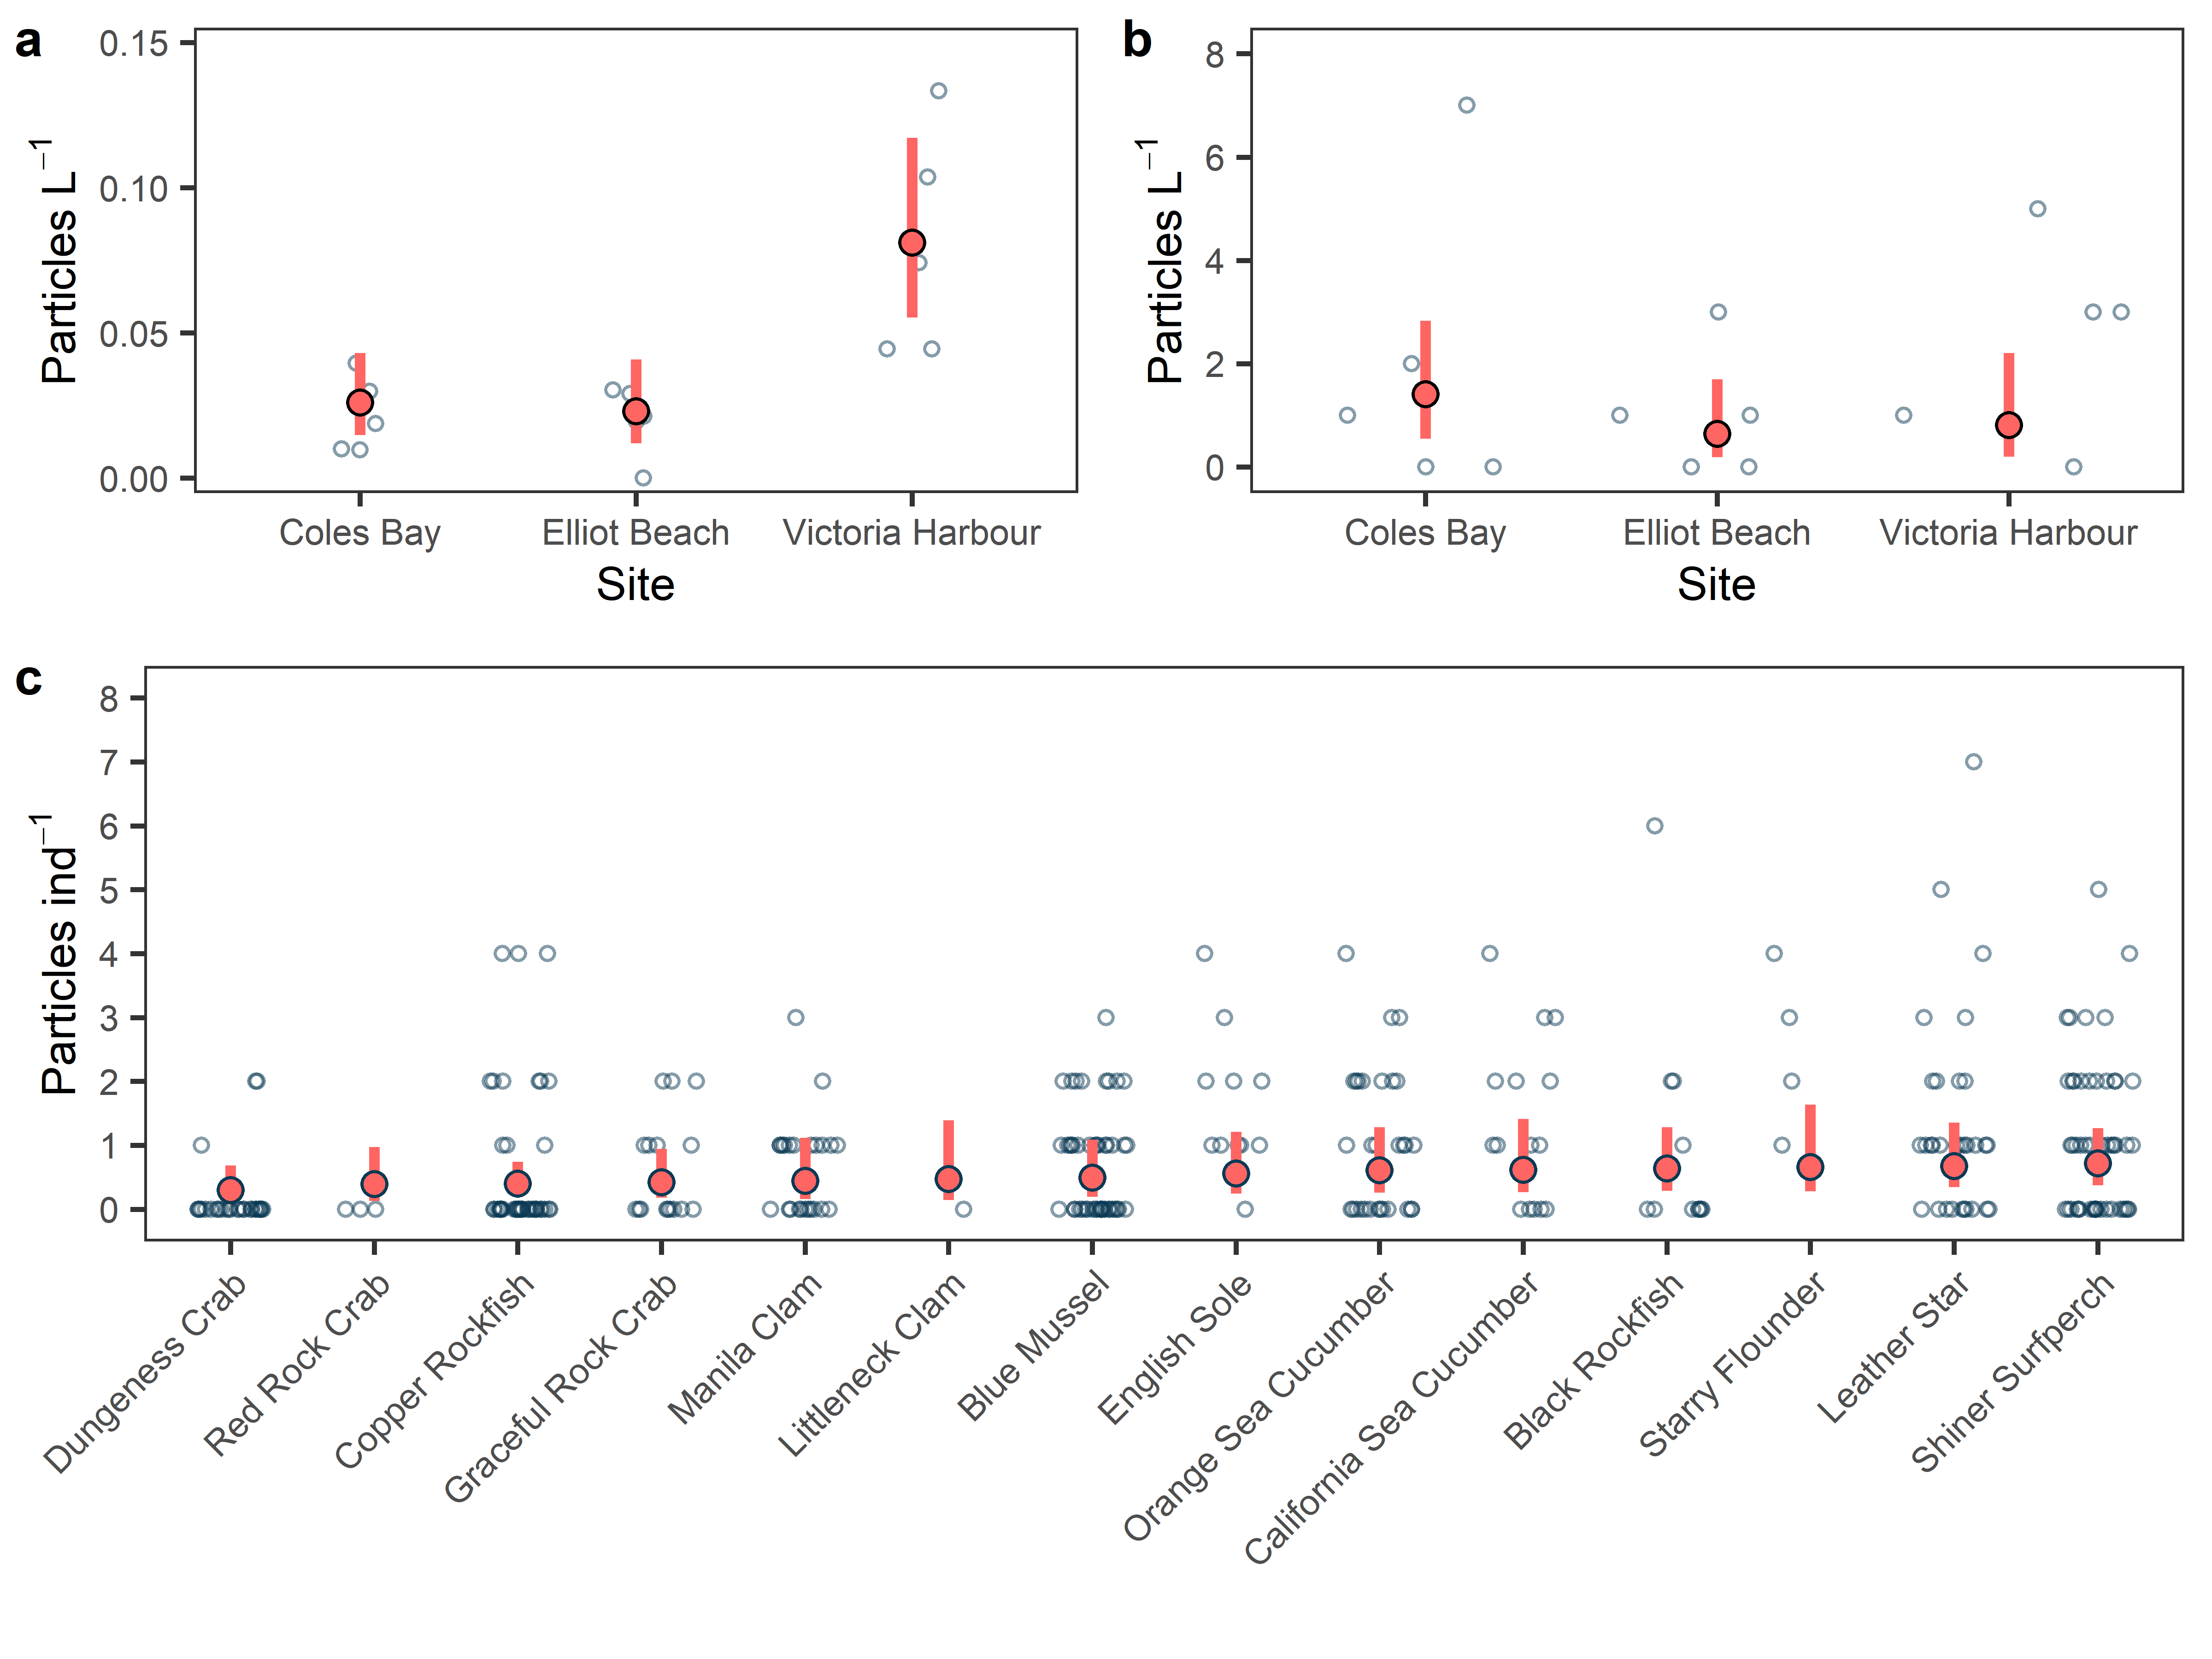 a
0.15
0.10
0.05
0.00
Particles L⁻¹
Coles Bay
Elliot Beach
Victoria Harbour
Site
b
8
6
4
2
0
Particles L⁻¹
Coles Bay
Elliot Beach
Victoria Harbour
Site
c
8
7
6
5
4
3
2
1
0
Particles ind⁻¹
Dungeness Crab
Red Rock Crab
Copper Rockfish
Graceful Rock Crab
Manila Clam
Littleneck Clam
Blue Mussel
English Sole
Orange Sea Cucumber
California Sea Cucumber
Black Rockfish
Starry Flounder
Leather Star
Shiner Surfperch